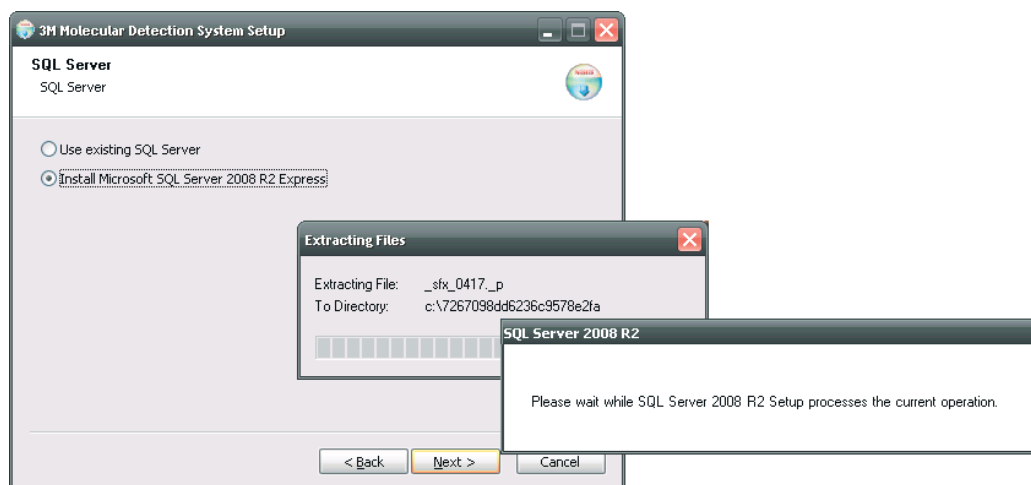 3M Molecular Detection System Setup
SQL Server
SQL Server
Use existing SQL Server
Install Microsoft SQL Server 2008 R2 Express
Extracting Files
Extracting File: _sfx_0417._p
To Directory: c:\7267098dd6236c9578e2fa
SQL Server 2008 R2
Please wait while SQL Server 2008 R2 Setup processes the current operation.
< Back Next > Cancel